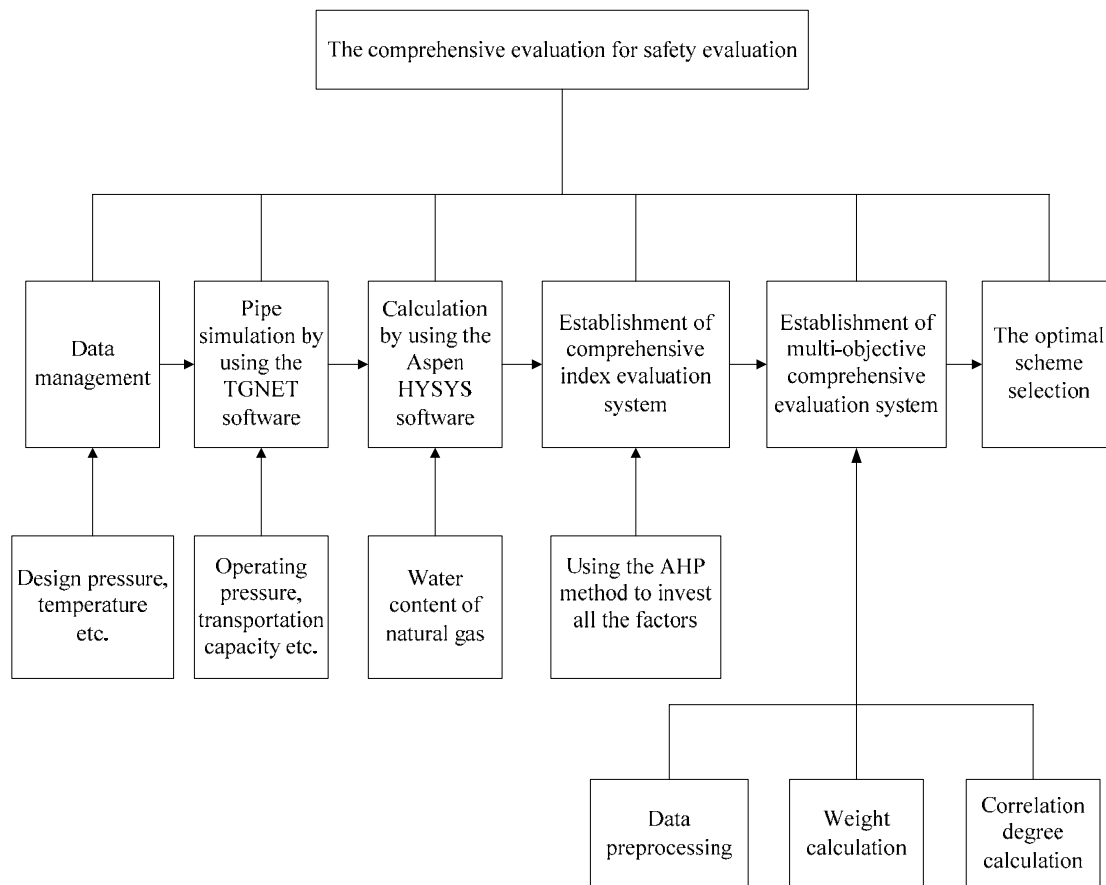 The comprehensive evaluation for safety evaluation
Data
management
Pipe
simulation by
using the
TGNET
software
Calculation
by using the
Aspen
HYSYS
software
Establishment of
comprehensive
index evaluation
system
Establishment of
multi-objective
comprehensive
evaluation system
The optimal
scheme
selection
Design pressure,
temperature
etc.
Operating
pressure,
transportation
capacity etc.
Water
content of
natural gas
Using the AHP
method to invest
all the factors
Data
preprocessing
Weight
calculation
Correlation
degree
calculation